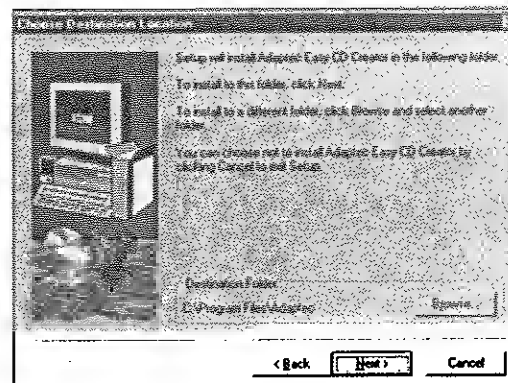 Choose Destination Location
Setup will install Adaptec Easy CD Creator in the following folder.
To install to this folder, click Next.
To install to a different folder, click Browse and select another
folder.
You can choose not to install Adaptec Easy CD Creator by
clicking Cancel to exit Setup.
Destination Folder
C:\Program Files\Adaptec
Browse...
< Back
Next >
Cancel